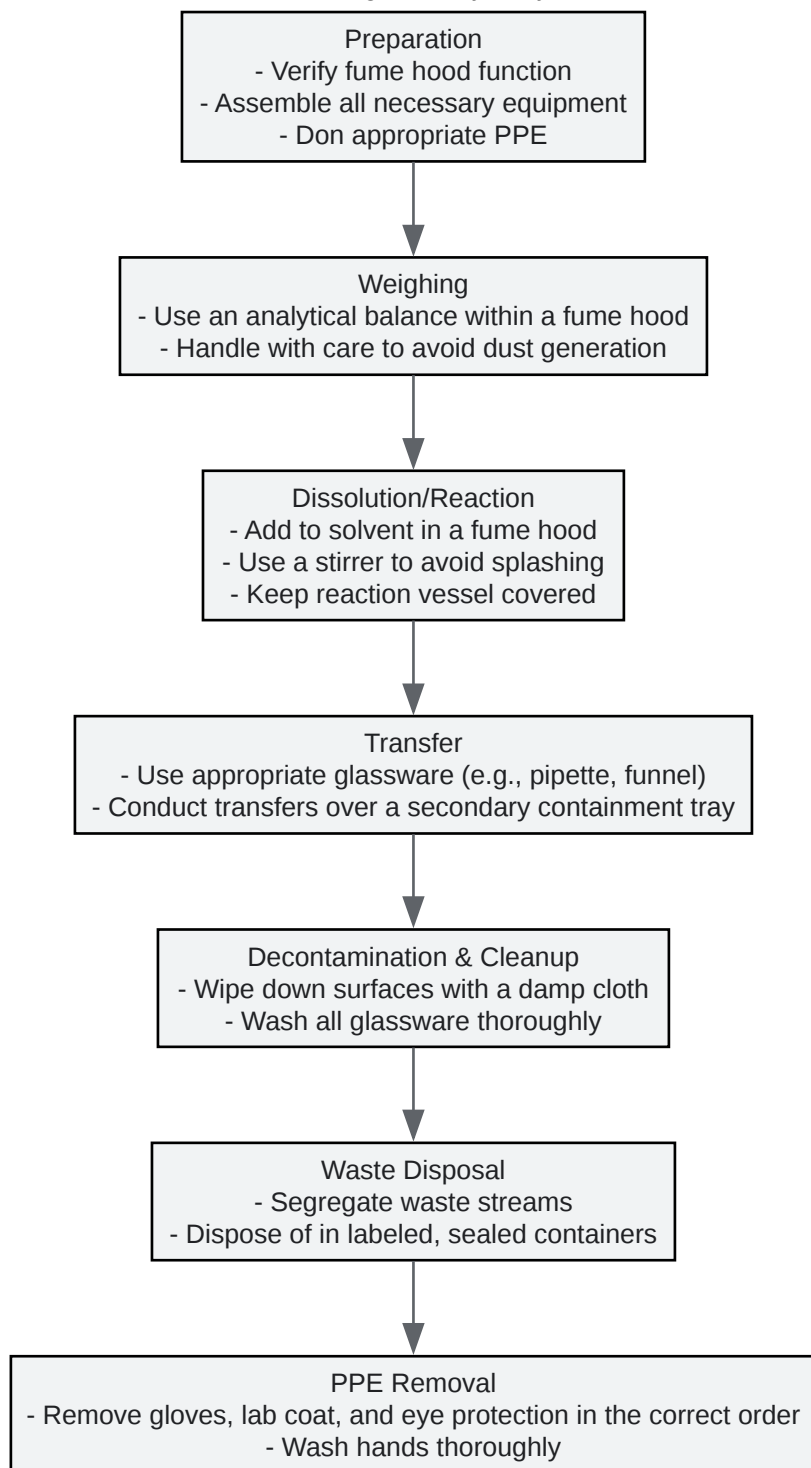 Preparation
- Verify fume hood function
- Assemble all necessary equipment
- Don appropriate PPE
Weighing
- Use an analytical balance within a fume hood
- Handle with care to avoid dust generation
Dissolution/Reaction
- Add to solvent in a fume hood
- Use a stirrer to avoid splashing
- Keep reaction vessel covered
Transfer
- Use appropriate glassware (e.g., pipette, funnel)
- Conduct transfers over a secondary containment tray
Decontamination & Cleanup
- Wipe down surfaces with a damp cloth
- Wash all glassware thoroughly
Waste Disposal
- Segregate waste streams
- Dispose of in labeled, sealed containers
PPE Removal
- Remove gloves, lab coat, and eye protection in the correct order
- Wash hands thoroughly